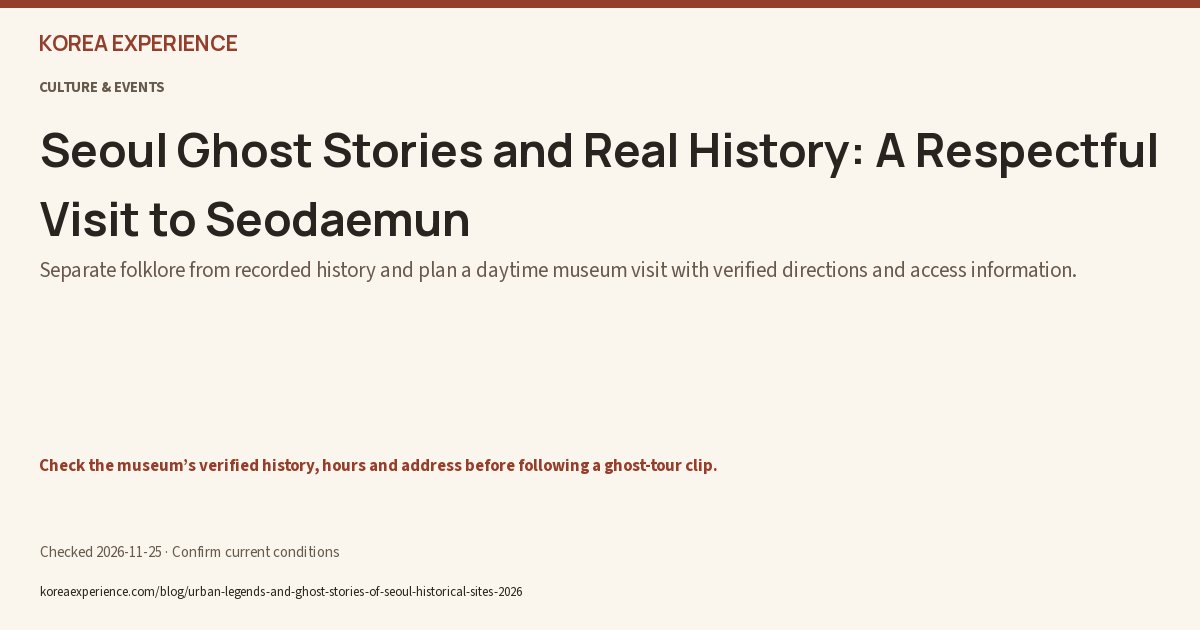 KOREA EXPERIENCE
CULTURE & EVENTS
Seoul Ghost Stories and Real History: A Respectful
Visit to Seodaemun
Separate folklore from recorded history and plan a daytime museum visit with verified directions and access information.
Check the museum’s verified history, hours and address before following a ghost-tour clip.
Checked 2026-11-25 · Confirm current conditions
koreaexperience.com/blog/urban-legends-and-ghost-stories-of-seoul-historical-sites-2026